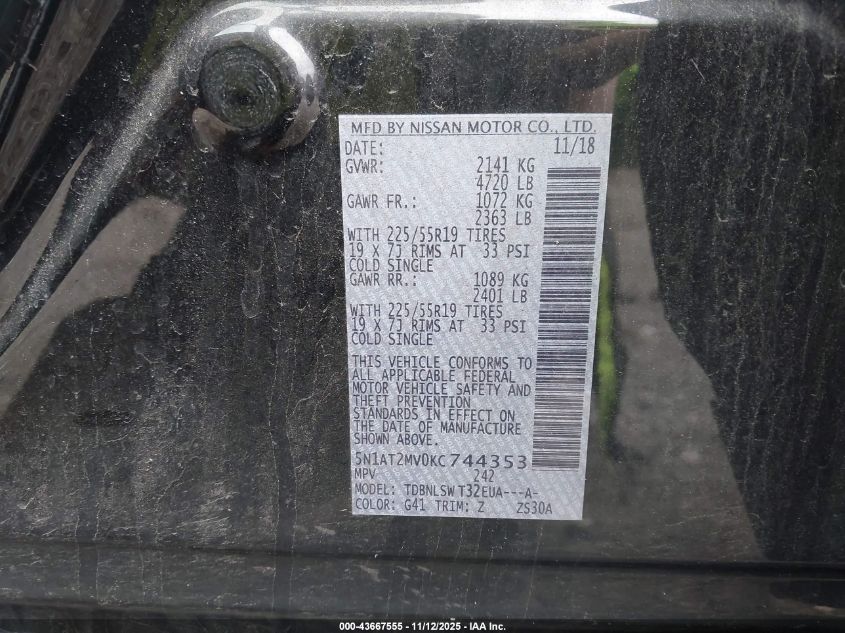 MFD BY NISSAN MOTOR CO., LTD.
DATE: 11/18
GVWR: 2141 KG
4720 LB
GAWR FR.: 1072 KG
2363 LB
WITH 225/55R19 TIRES
19 X 7J RIMS AT 33 PSI
COLD SINGLE
GAWR RR.: 1089 KG
2401 LB
WITH 225/55R19 TIRES
19 X 7J RIMS AT 33 PSI
COLD SINGLE
THIS VEHICLE CONFORMS TO
ALL APPLICABLE FEDERAL
MOTOR VEHICLE SAFETY AND
THEFT PREVENTION
STANDARDS IN EFFECT ON
THE DATE OF MANUFACTURE
SHOWN ABOVE.
5N1AT2MV0KC744353
MPV 242
MODEL: TDBNLSW T32EUA---A-
COLOR: G41 TRIM: Z ZS30A
000-43667555 - 11/12/2025 - IAA Inc.